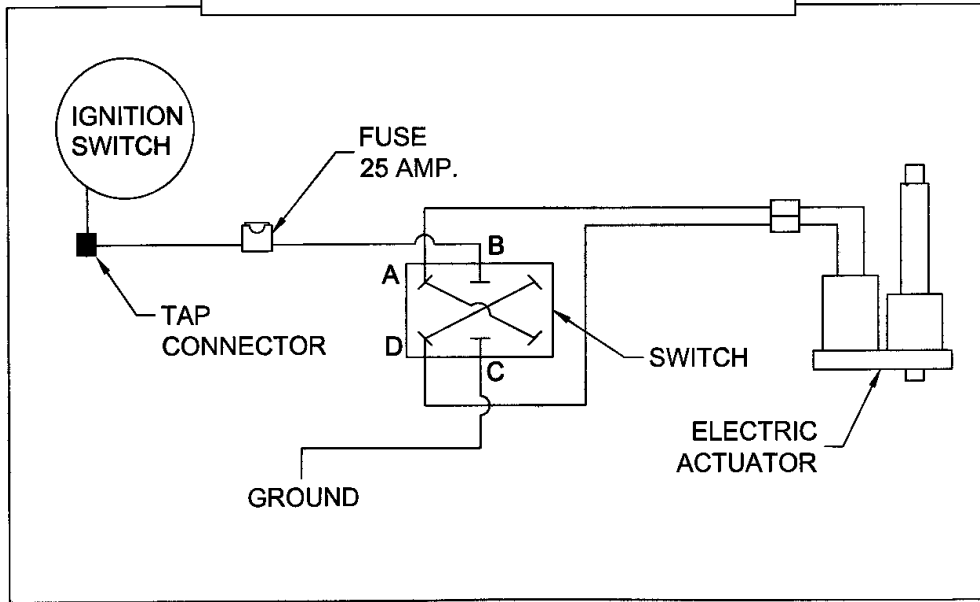 IGNITION
SWITCH
FUSE
25 AMP.
B
A
TAP
CONNECTOR
D
SWITCH
C
ELECTRIC
ACTUATOR
GROUND